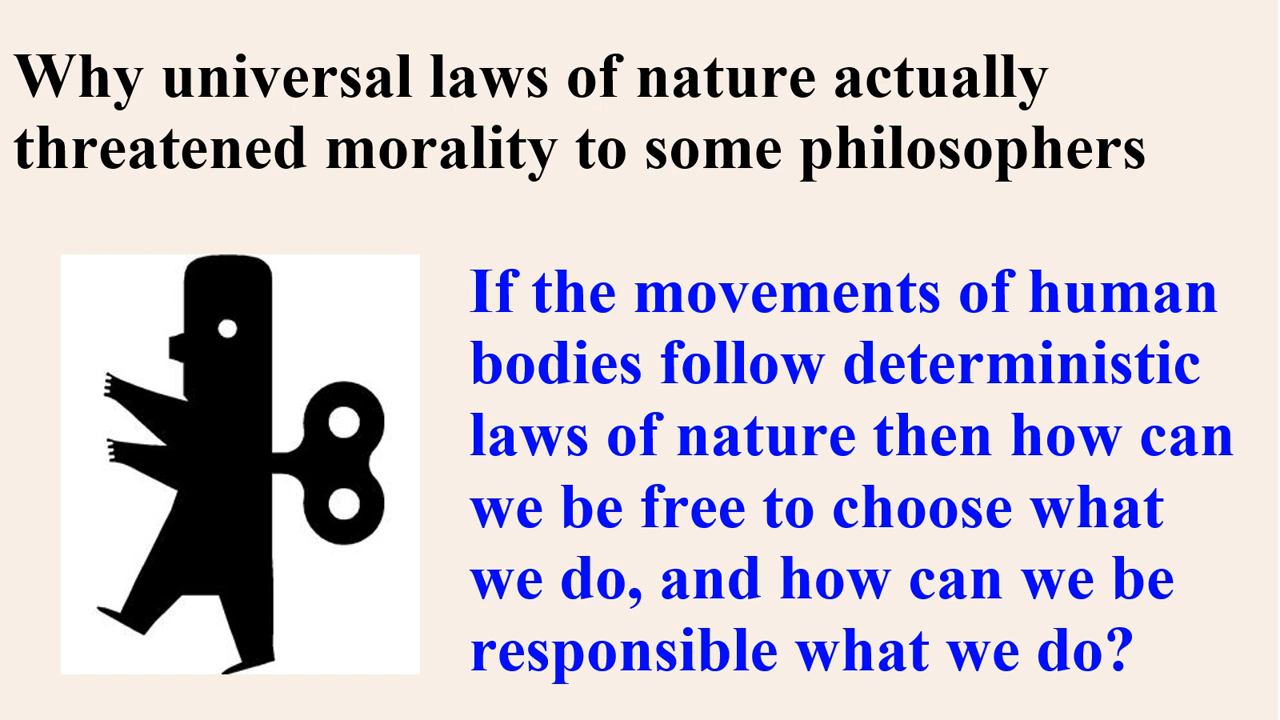 Why universal laws of nature actually
threatened morality to some philosophers
If the movements of human
bodies follow deterministic
laws of nature then how can
we be free to choose what
we do, and how can we be
responsible what we do?